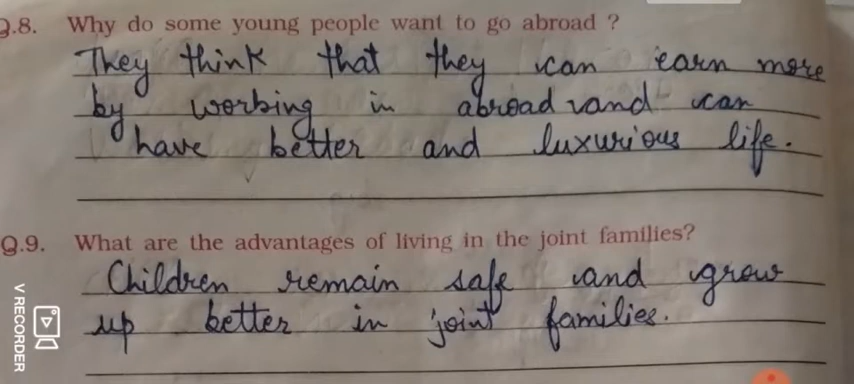 Q.8. Why do some young people want to go abroad ?
They think that they can earn more
by working in abroad and can
have better and luxurious life.
Q.9. What are the advantages of living in the joint families?
Children remain safe and grow
up better in joint families.
V RECORDER